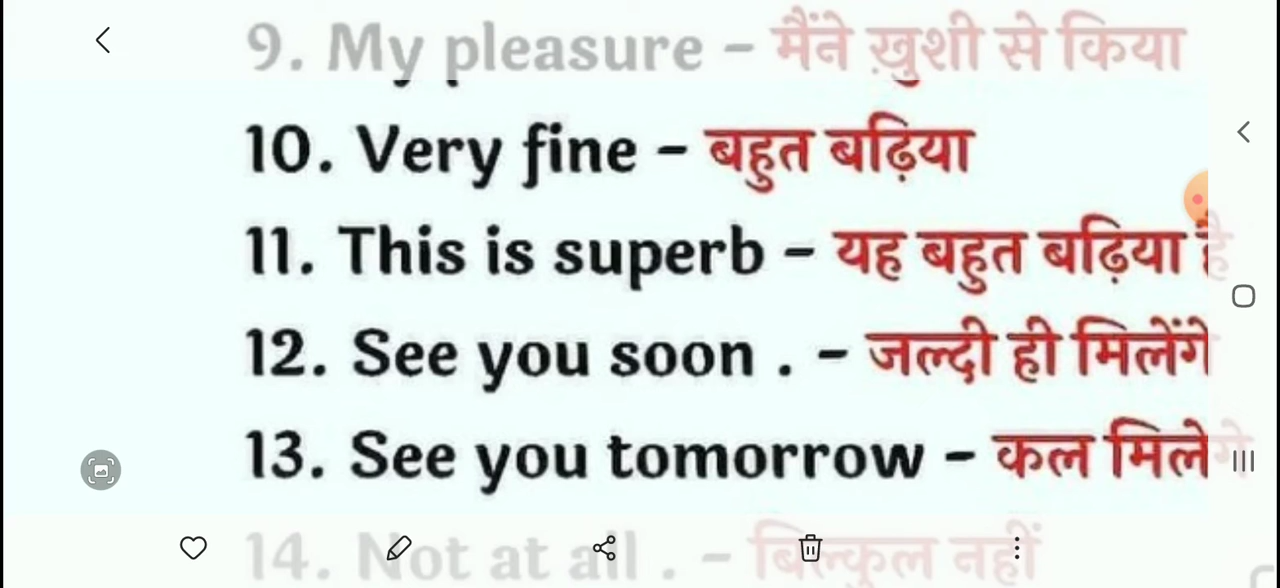 9. My pleasure – मैंने ख़ुशी से किया
10. Very fine – बहुत बढ़िया
11. This is superb – यह बहुत बढ़िया है
12. See you soon . – जल्दी ही मिलेंगे
13. See you tomorrow – कल मिलेगे
14. Not at all . – बिल्कुल नहीं